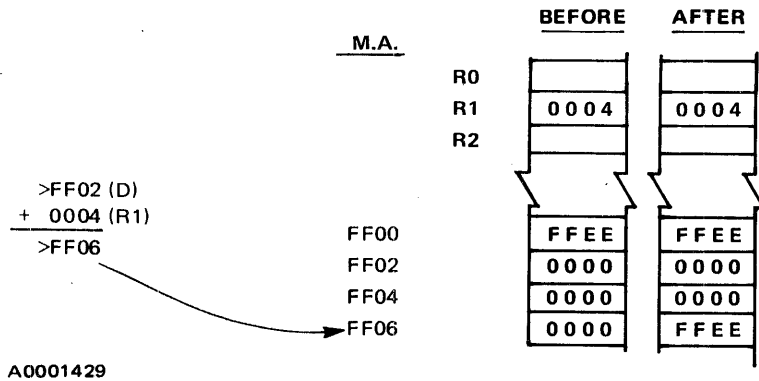 BEFORE AFTER
M.A.
R0
R1 0004 0004
R2
>FF02 (D)
+ 0004 (R1)
>FF06
FF00 FFEE FFEE
FF02 0000 0000
FF04 0000 0000
FF06 0000 FFEE
A0001429